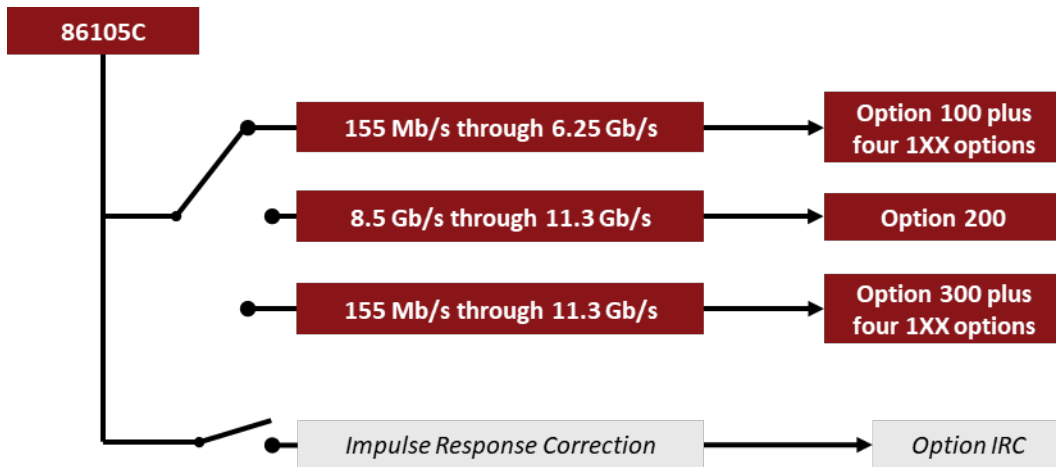 86105C
155 Mb/s through 6.25 Gb/s
Option 100 plus
four 1XX options
8.5 Gb/s through 11.3 Gb/s
Option 200
155 Mb/s through 11.3 Gb/s
Option 300 plus
four 1XX options
Impulse Response Correction
Option IRC